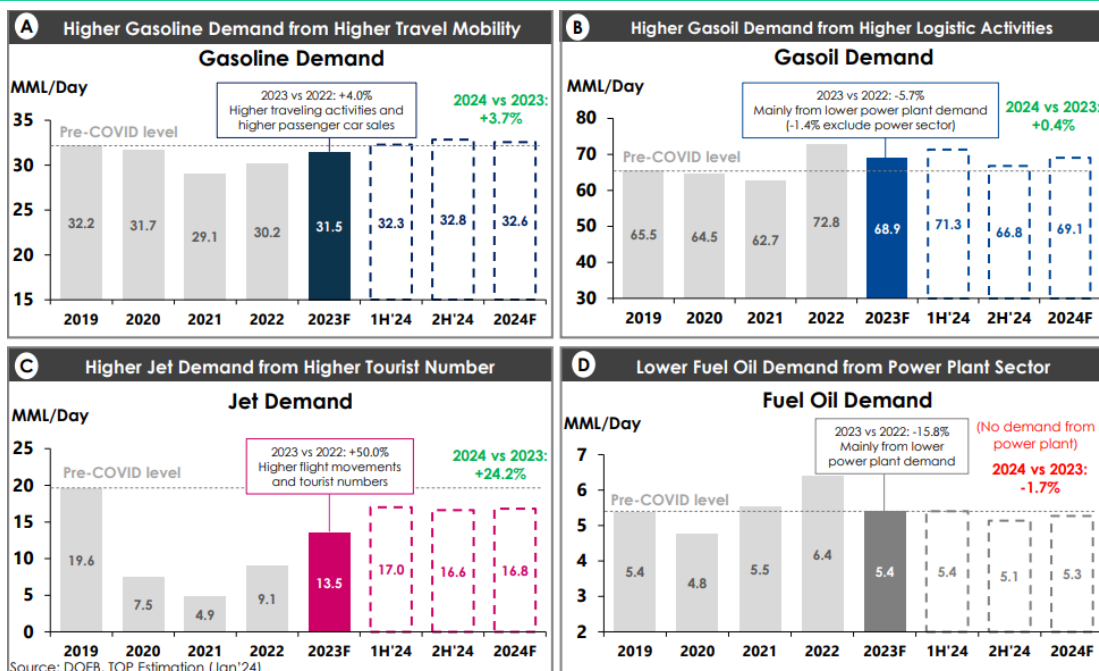 A Higher Gasoline Demand from Higher Travel Mobility
Gasoline Demand
MML/Day
2023 vs 2022: +4.0%
Higher traveling activities and
higher passenger car sales
2024 vs 2023:
+3.7%
Pre-COVID level
35
30
25
20
15
32.2
31.7
29.1
30.2
31.5
32.3
32.8
32.6
2019 2020 2021 2022 2023F 1H'24 2H'24 2024F
B Higher Gasoil Demand from Higher Logistic Activities
Gasoil Demand
MML/Day
2023 vs 2022: -5.7%
Mainly from lower power plant demand
(-1.4% exclude power sector)
2024 vs 2023:
+0.4%
Pre-COVID level
80
70
60
50
40
30
65.5
64.5
62.7
72.8
68.9
71.3
66.8
69.1
2019 2020 2021 2022 2023F 1H'24 2H'24 2024F
C Higher Jet Demand from Higher Tourist Number
Jet Demand
MML/Day
2023 vs 2022: +50.0%
Higher flight movements
and tourist numbers
2024 vs 2023:
+24.2%
Pre-COVID level
25
20
15
10
5
0
19.6
7.5
4.9
9.1
13.5
17.0
16.6
16.8
2019 2020 2021 2022 2023F 1H'24 2H'24 2024F
D Lower Fuel Oil Demand from Power Plant Sector
Fuel Oil Demand
MML/Day
2023 vs 2022: -15.8%
Mainly from lower
power plant demand
(No demand from
power plant)
2024 vs 2023:
-1.7%
Pre-COVID level
7
6
5
4
3
2
5.4
4.8
5.5
6.4
5.4
5.4
5.1
5.3
2019 2020 2021 2022 2023F 1H'24 2H'24 2024F
Source: DOEB, TOP Estimation (Jan'24)